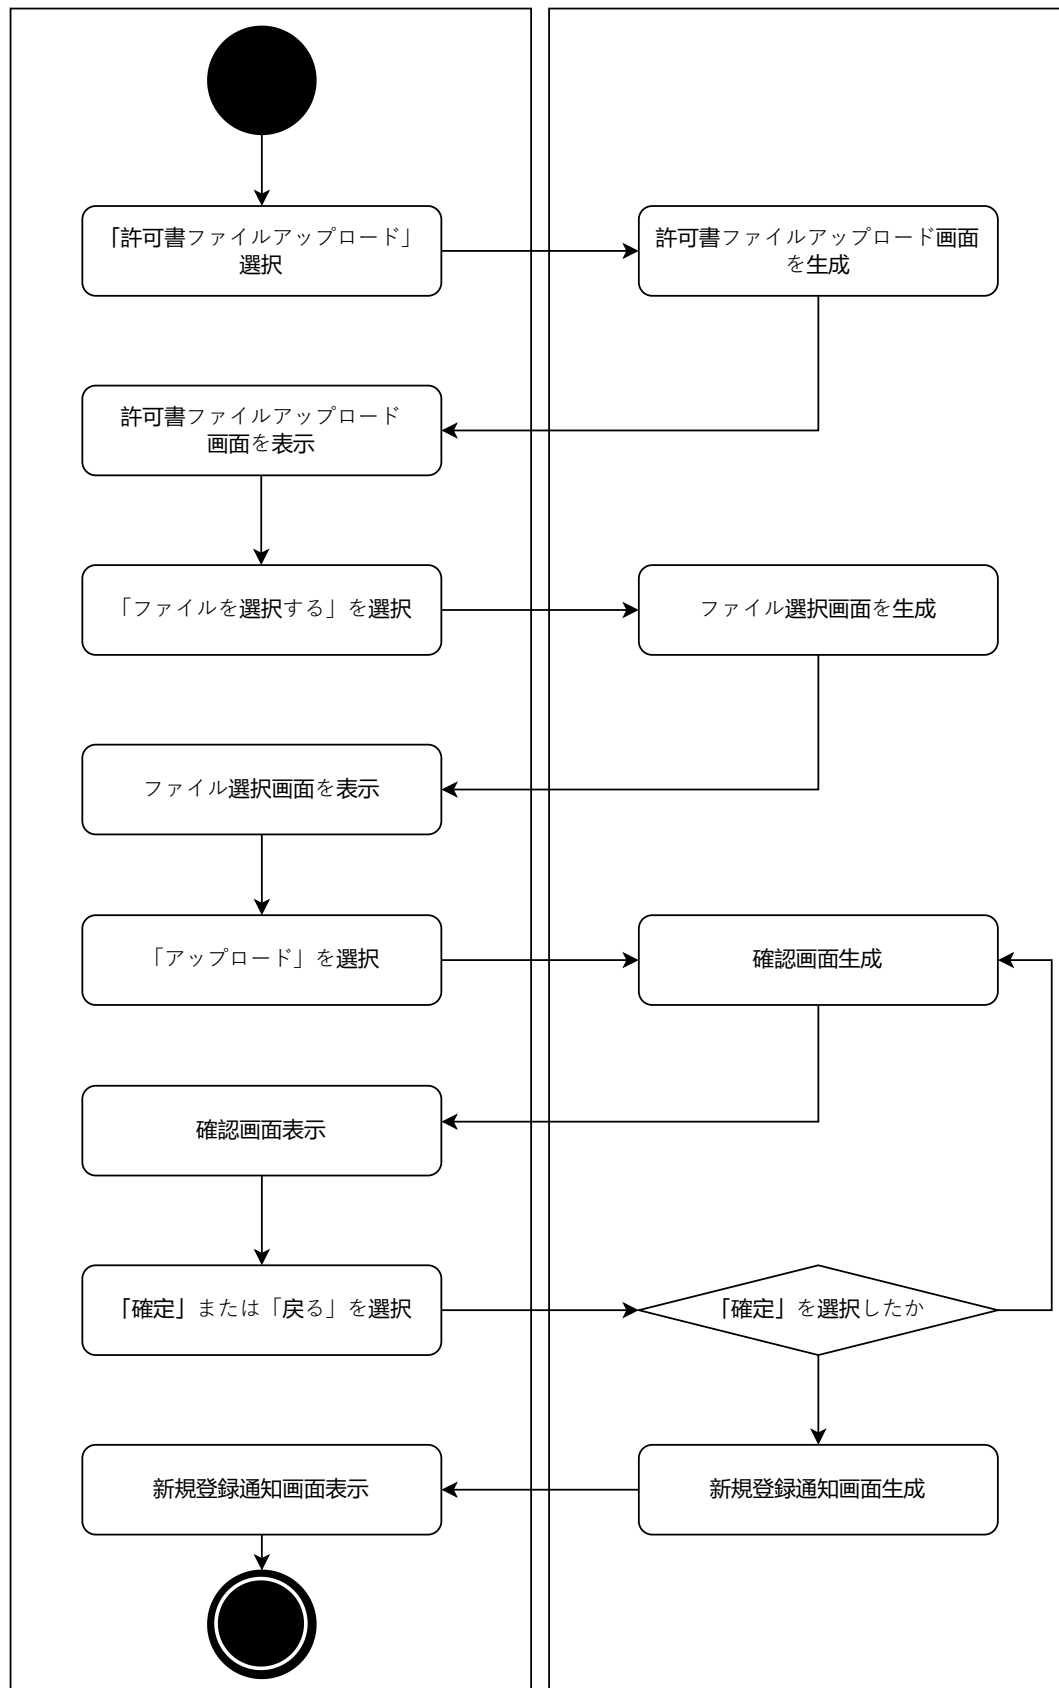 「許可書ファイルアップロード」
選択
許可書ファイルアップロード画面
を生成
許可書ファイルアップロード
画面を表示
「ファイルを選択する」を選択
ファイル選択画面を生成
ファイル選択画面を表示
「アップロード」を選択
確認画面生成
確認画面表示
「確定」または「戻る」を選択
「確定」を選択したか
新規登録通知画面表示
新規登録通知画面生成